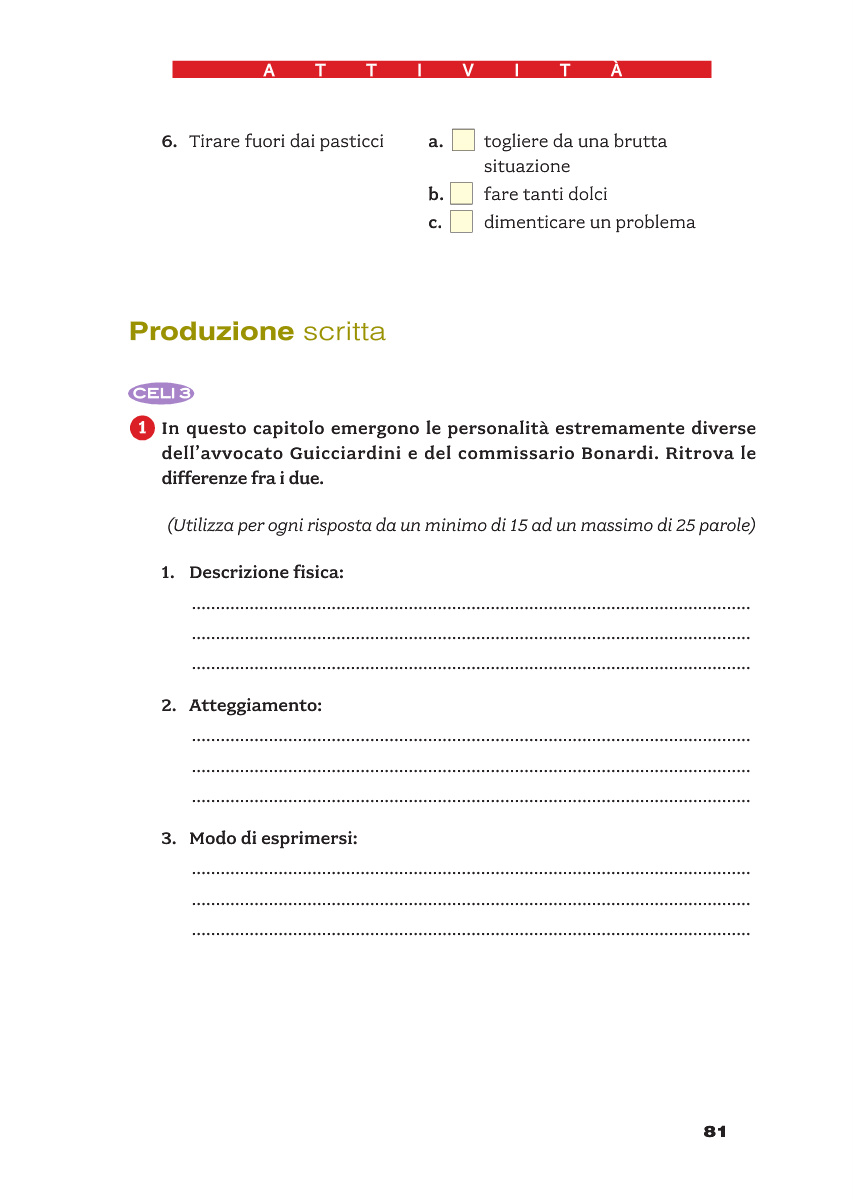 A T T I V I T À
6. Tirare fuori dai pasticci
a. togliere da una brutta
situazione
b. fare tanti dolci
c. dimenticare un problema
Produzione scritta
CELI 3
1 In questo capitolo emergono le personalità estremamente diverse
dell'avvocato Guicciardini e del commissario Bonardi. Ritrova le
differenze fra i due.
(Utilizza per ogni risposta da un minimo di 15 ad un massimo di 25 parole)
1. Descrizione fisica:
2. Atteggiamento:
3. Modo di esprimersi:
81